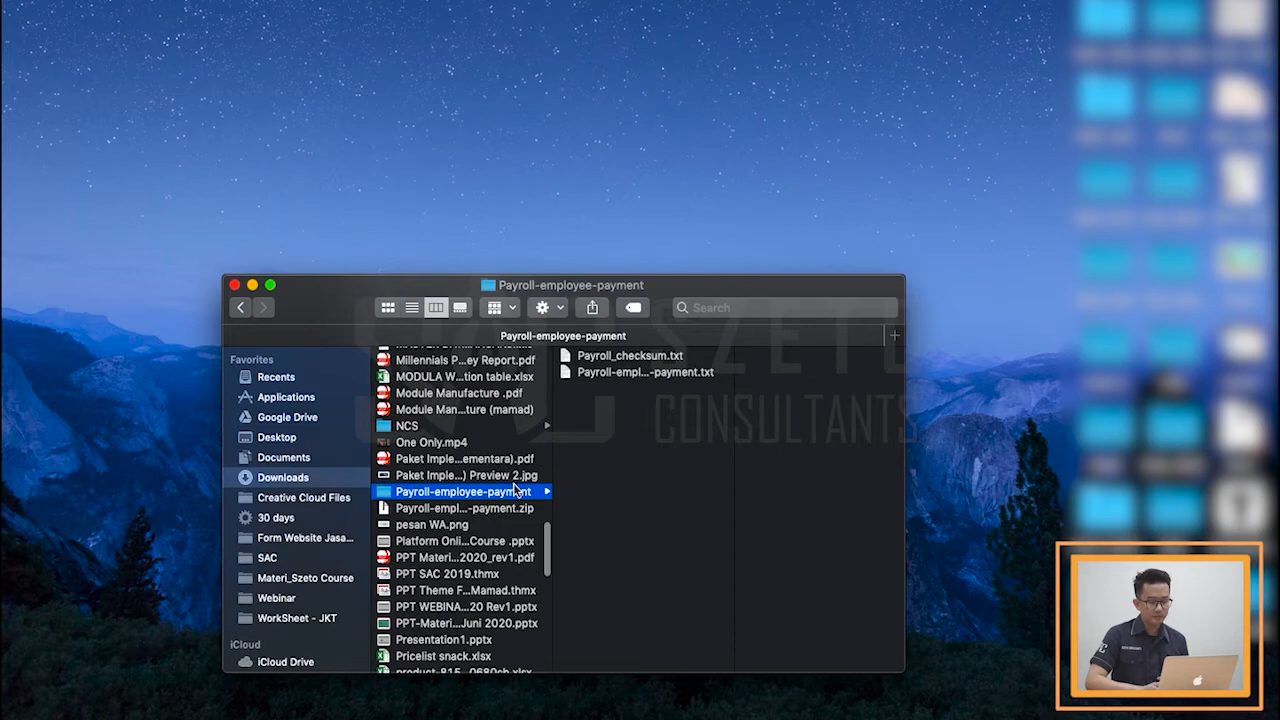 Payroll-employee-payment
Search
Payroll-employee-payment
Favorites
Recents
Applications
Google Drive
Desktop
Documents
Downloads
Creative Cloud Files
30 days
Form Website Jasa...
SAC
Materi_Szeto Course
Webinar
WorkSheet - JKT
iCloud
iCloud Drive
Millennials P...ey Report.pdf
MODULA W...tion table.xlsx
Module Manufacture .pdf
Module Man...ture (mamad)
NCS
One Only.mp4
Paket Imple...ementara).pdf
Paket Imple...) Preview 2.jpg
Payroll-employee-payment
Payroll-empl...-payment.zip
pesan WA.png
Platform Onli...Course .pptx
PPT Materi...2020_rev1.pdf
PPT SAC 2019.thmx
PPT Theme F...Mamad.thmx
PPT WEBINA...20 Rev1.pptx
PPT-Materi...Juni 2020.pptx
Presentation1.pptx
Pricelist snack.xlsx
product-815...0680cb.xlsx
Payroll_checksum.txt
Payroll-empl...-payment.txt
SZETO
CONSULTANTS